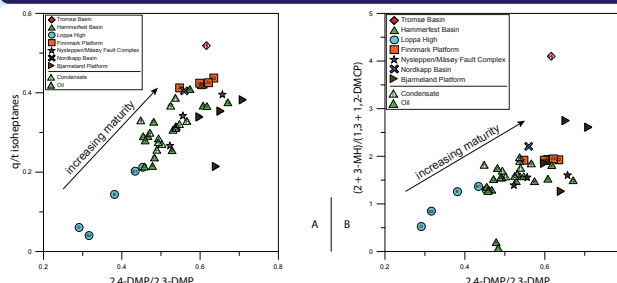 0.6
0.4
0.2
0
q/t isoheptanes
Tromsø Basin
Hammerfest Basin
Loppa High
Finnmark Platform
Nysleppen/Måsøy Fault Complex
Nordkapp Basin
Bjarmeland Platform
Condensate
Oil
increasing maturity
0.2
0.4
0.6
0.8
2,4-DMP/2,3-DMP
A
B
5
4
3
2
1
0
(2 + 3-MH)/(1,3 + 1,2-DMCP)
Tromsø Basin
Hammerfest Basin
Loppa High
Finnmark Platform
Nysleppen/Måsøy Fault Complex
Nordkapp Basin
Bjarmeland Platform
Condensate
Oil
increasing maturity
0.2
0.4
0.6
0.8
2,4-DMP/2,3-DMP